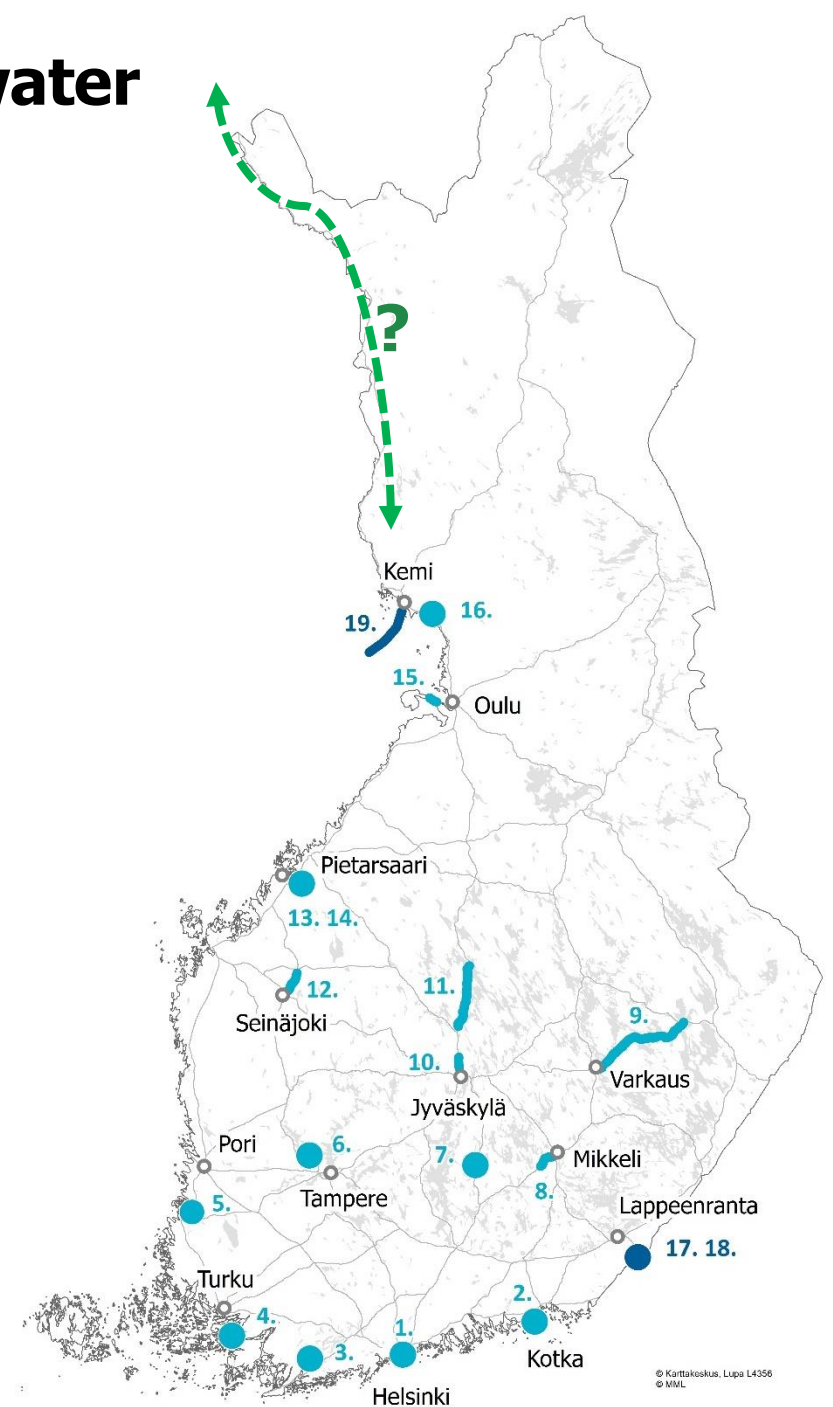 water
?
Kemi
16.
19.
15.
Oulu
Pietarsaari
13. 14.
11.
12.
Seinäjoki
9.
10.
Varkaus
Jyväskylä
Pori
6.
7.
Mikkeli
8.
Tampere
5.
Lappeenranta
17. 18.
Turku
4.
2.
1.
3.
Kotka
Helsinki
© Karttakeskus, Lupa L4356
© MML